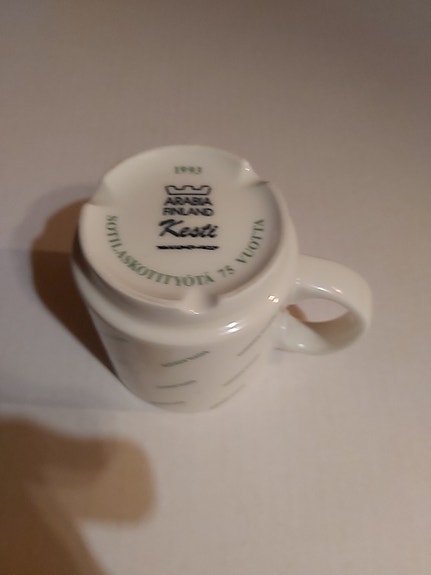 1993
ARABIA
FINLAND
Kesti
SOTILASKOTITYÖTÄ 75 VUOTTA